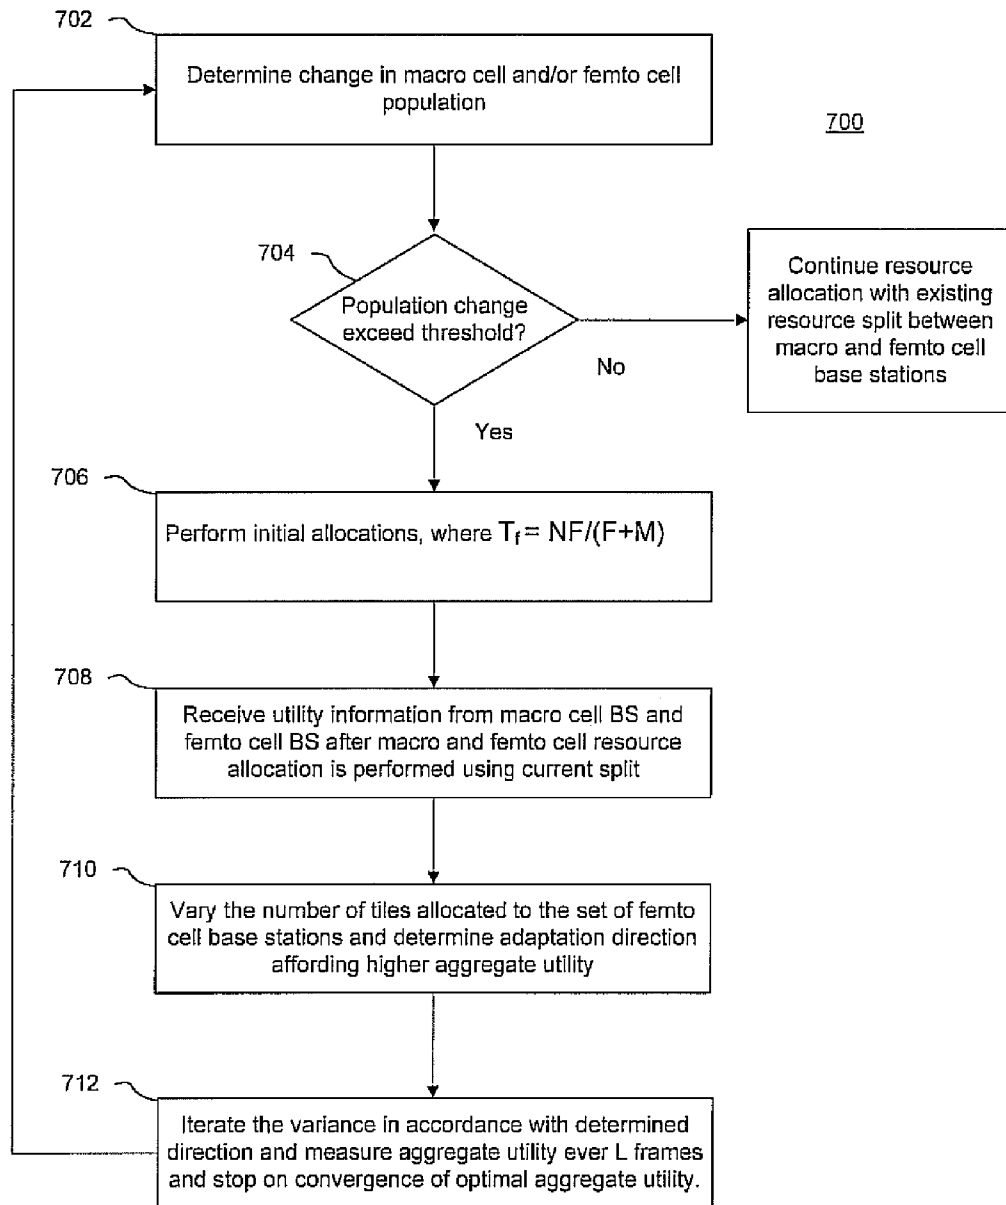 702
Determine change in macro cell and/or femto cell
population
700
704
Population change
exceed threshold?
No
Continue resource
allocation with existing
resource split between
macro and femto cell
base stations
Yes
706
Perform initial allocations, where Tf = NF/(F+M)
708
Receive utility information from macro cell BS and
femto cell BS after macro and femto cell resource
allocation is performed using current split
710
Vary the number of tiles allocated to the set of femto
cell base stations and determine adaptation direction
affording higher aggregate utility
712
Iterate the variance in accordance with determined
direction and measure aggregate utility ever L frames
and stop on convergence of optimal aggregate utility.